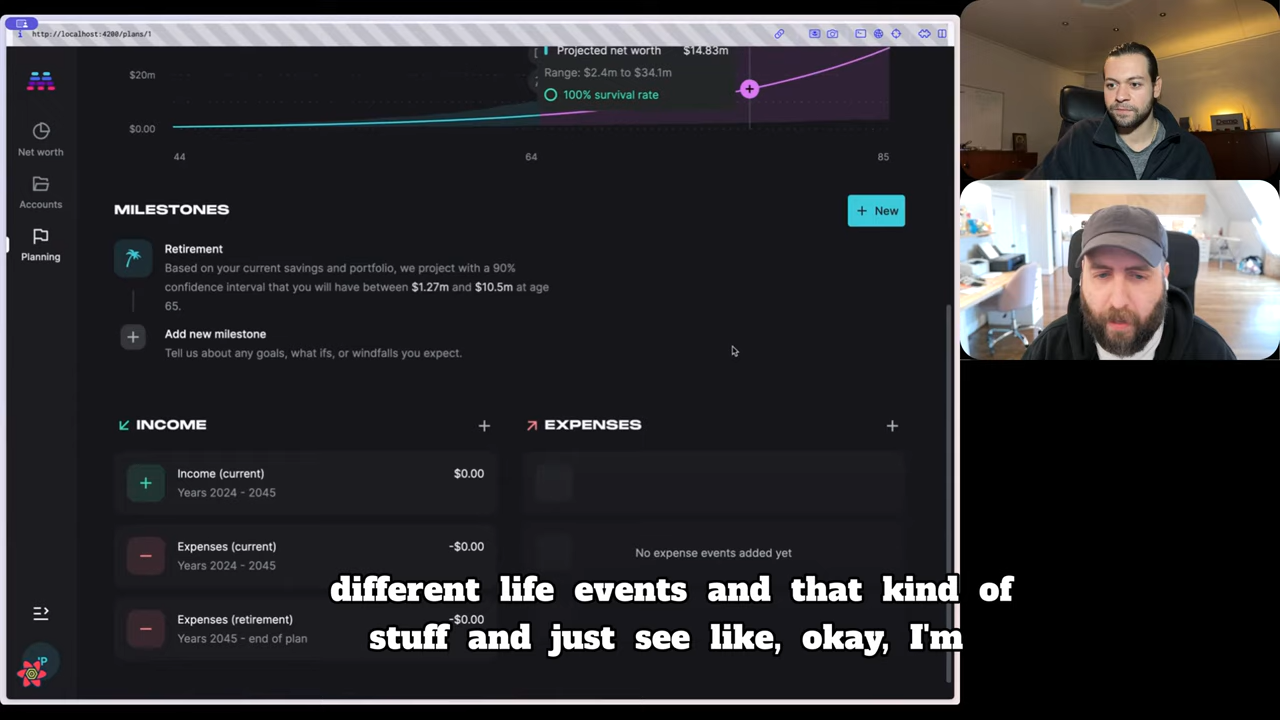 http://localhost:4200/plans/1
Projected net worth $14.83m
$20m
Range: $2.4m to $34.1m
100% survival rate
$0.00
44 64 85
Net worth
Accounts
Planning
MILESTONES
+ New
Retirement
Based on your current savings and portfolio, we project with a 90%
confidence interval that you will have between $1.27m and $10.5m at age
65.
Add new milestone
Tell us about any goals, what ifs, or windfalls you expect.
INCOME
EXPENSES
Income (current) $0.00
Years 2024 - 2045
Expenses (current) -$0.00
Years 2024 - 2045
No expense events added yet
Expenses (retirement) -$0.00
Years 2045 - end of plan
different life events and that kind of
stuff and just see like, okay, I'm